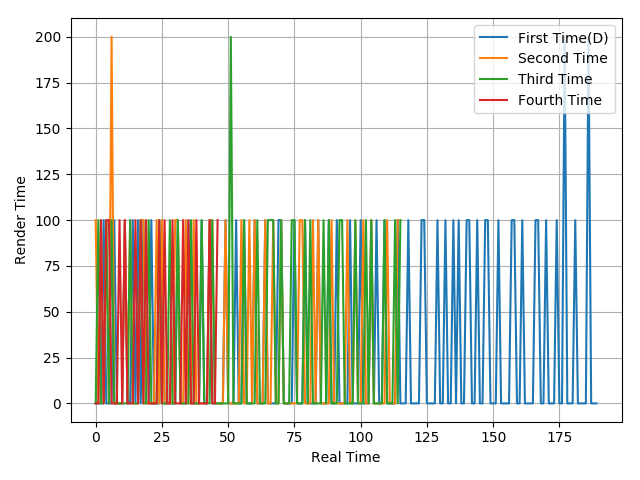 Render Time
200
175
150
125
100
75
50
25
0
First Time(D)
Second Time
Third Time
Fourth Time
0 25 50 75 100 125 150 175
Real Time